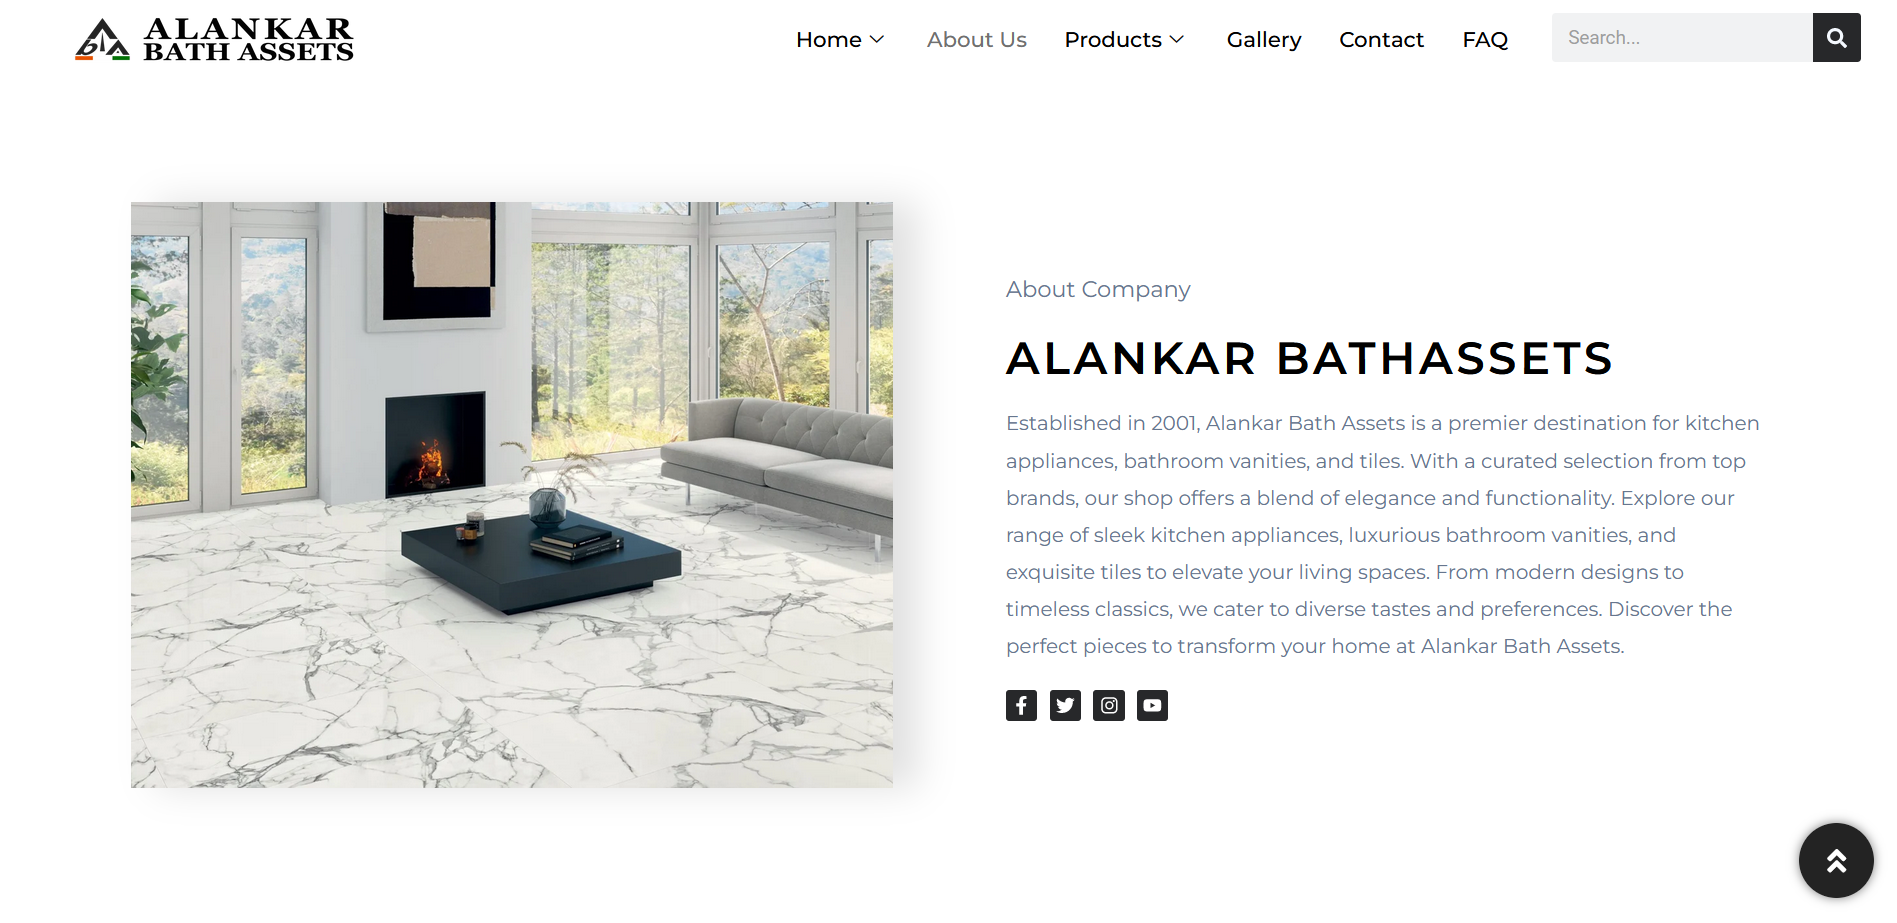 ALANKAR
BATH ASSETS
Home
About Us
Products
Gallery
Contact
FAQ
Search...
About Company
ALANKAR BATHASSETS
Established in 2001, Alankar Bath Assets is a premier destination for kitchen
appliances, bathroom vanities, and tiles. With a curated selection from top
brands, our shop offers a blend of elegance and functionality. Explore our
range of sleek kitchen appliances, luxurious bathroom vanities, and
exquisite tiles to elevate your living spaces. From modern designs to
timeless classics, we cater to diverse tastes and preferences. Discover the
perfect pieces to transform your home at Alankar Bath Assets.